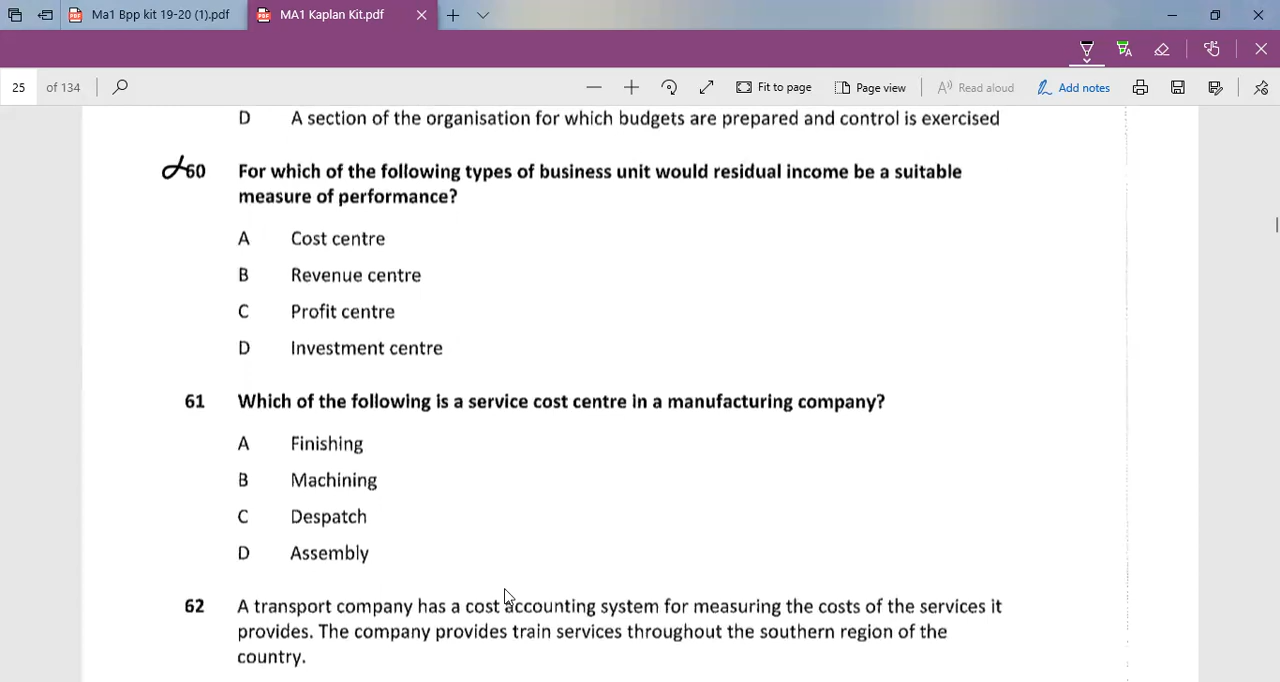 Ma1 Bpp kit 19-20 (1).pdf
MA1 Kaplan Kit.pdf
25 of 134
Fit to page
Page view
Read aloud
Add notes
D A section of the organisation for which budgets are prepared and control is exercised
60 For which of the following types of business unit would residual income be a suitable
measure of performance?
A Cost centre
B Revenue centre
C Profit centre
D Investment centre
61 Which of the following is a service cost centre in a manufacturing company?
A Finishing
B Machining
C Despatch
D Assembly
62 A transport company has a cost accounting system for measuring the costs of the services it
provides. The company provides train services throughout the southern region of the
country.